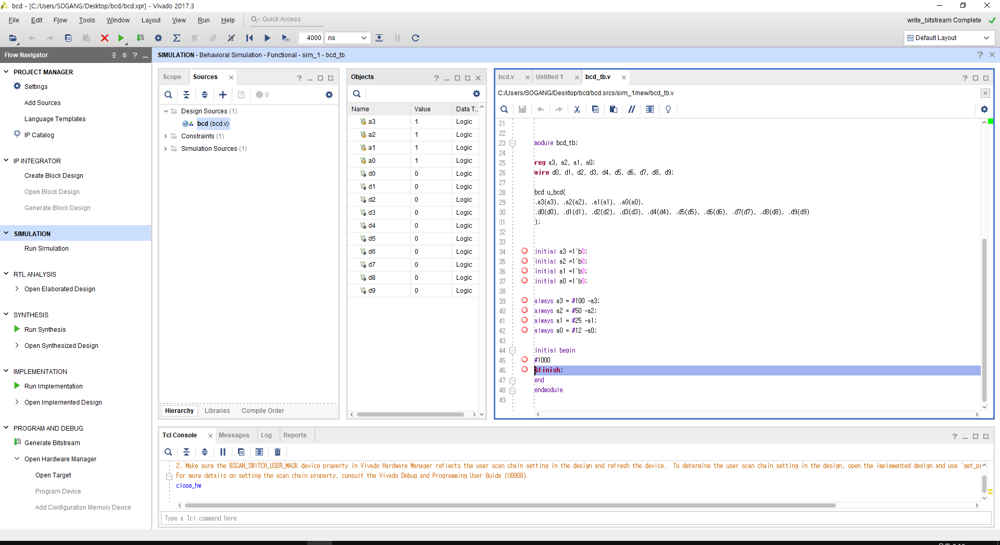 bcd - [C:/Users/SOGANG/Desktop/bcd/bcd.xpr] - Vivado 2017.3
File Edit Flow Tools Window Layout View Run Help Quick Access
write_bitstream Complete
4000 ns
Default Layout
Flow Navigator
PROJECT MANAGER
Settings
Add Sources
Language Templates
IP Catalog
IP INTEGRATOR
Create Block Design
Open Block Design
Generate Block Design
SIMULATION
Run Simulation
RTL ANALYSIS
Open Elaborated Design
SYNTHESIS
Run Synthesis
Open Synthesized Design
IMPLEMENTATION
Run Implementation
Open Implemented Design
PROGRAM AND DEBUG
Generate Bitstream
Open Hardware Manager
Open Target
Program Device
Add Configuration Memory Device
SIMULATION - Behavioral Simulation - Functional - sim_1 - bcd_tb
Scope Sources
0
Design Sources (1)
bcd (bcd.v)
Constraints (1)
Simulation Sources (1)
Hierarchy Libraries Compile Order
Objects
Name Value Data T..
a3 1 Logic
a2 1 Logic
a1 1 Logic
a0 1 Logic
d0 0 Logic
d1 0 Logic
d2 0 Logic
d3 0 Logic
d4 0 Logic
d5 0 Logic
d6 0 Logic
d7 0 Logic
d8 0 Logic
d9 0 Logic
bcd.v Untitled 1 bcd_tb.v
C:/Users/SOGANG/Desktop/bcd/bcd.srcs/sim_1/new/bcd_tb.v
21
22
23 module bcd_tb;
24
25 reg a3, a2, a1, a0;
26 wire d0, d1, d2, d3, d4, d5, d6, d7, d8, d9;
27
28 bcd u_bcd(
29 .a3(a3), .a2(a2), .a1(a1), .a0(a0),
30 .d0(d0), .d1(d1), .d2(d2), .d3(d3), .d4(d4), .d5(d5), .d6(d6), .d7(d7), .d8(d8), .d9(d9)
31 );
32
33
34 initial a3 =1'b0;
35 initial a2 =1'b0;
36 initial a1 =1'b0;
37 initial a0 =1'b0;
38
39 always a3 = #100 ~a3;
40 always a2 = #50 ~a2;
41 always a1 = #25 ~a1;
42 always a0 = #12 ~a0;
43
44 initial begin
45 #1000
46 $finish;
47 end
48 endmodule
49
Tcl Console Messages Log Reports
2. Make sure the BSCAN_SWITCH_USER_MASK device property in Vivado Hardware Manager reflects the user scan chain setting in the design and refresh the device.  To determine the user scan chain setting in the design, open the implemented design and use 'get_pr
For more details on setting the scan chain property, consult the Vivado Debug and Programming User Guide (UG908).
close_hw
Type a Tcl command here